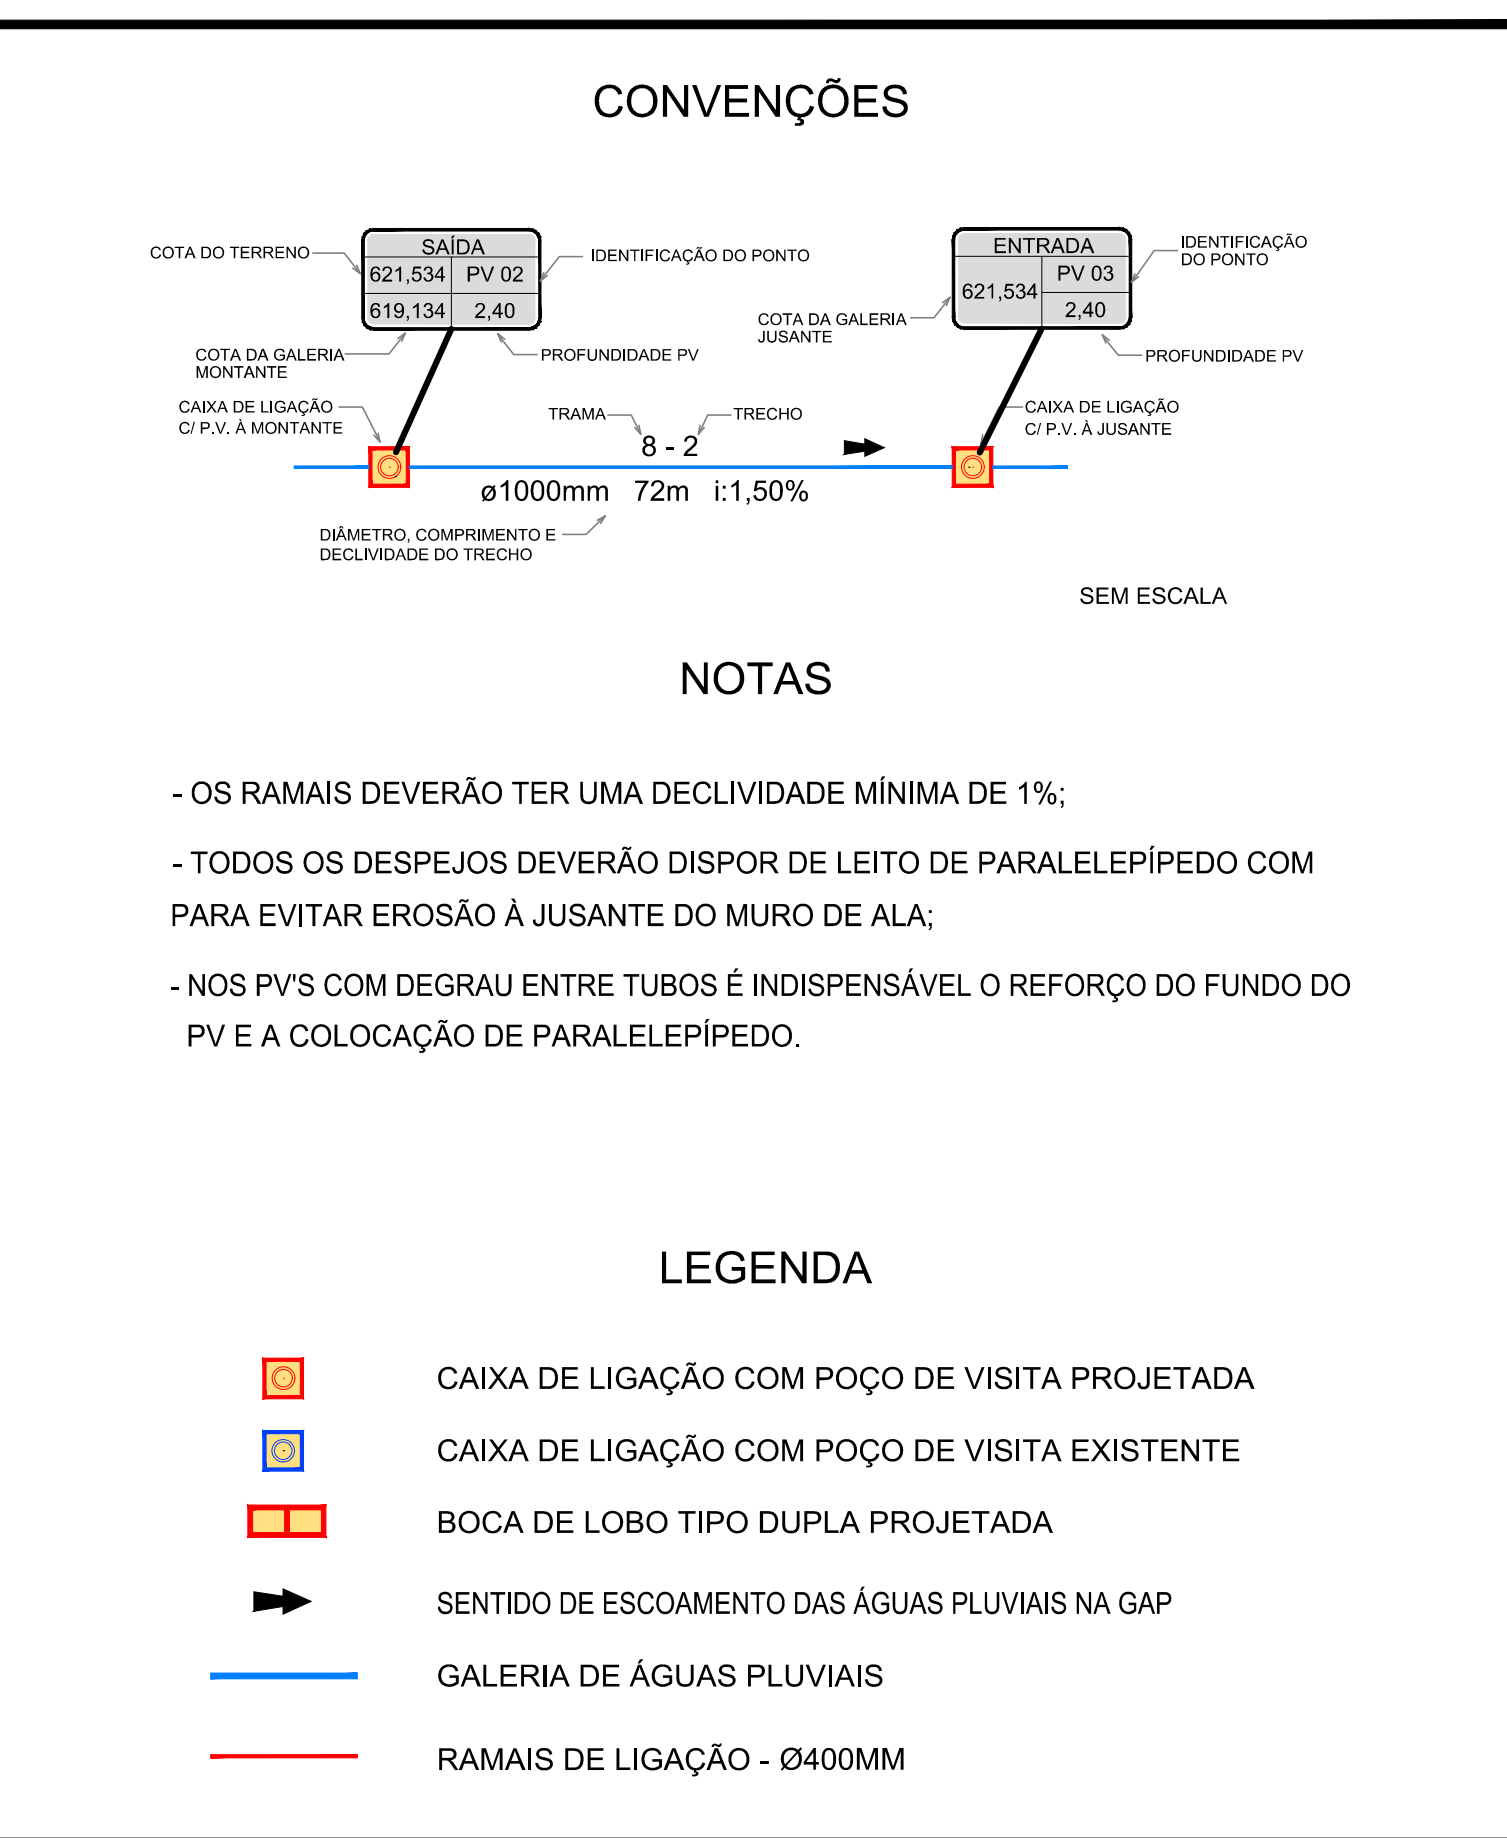 CONVENÇÕES
COTA DO TERRENO
SAÍDA
621,534 PV 02
619,134 2,40
IDENTIFICAÇÃO DO PONTO
COTA DA GALERIA
MONTANTE
PROFUNDIDADE PV
CAIXA DE LIGAÇÃO
C/ P.V. À MONTANTE
TRAMA
TRECHO
8 - 2
ø1000mm 72m i:1,50%
DIÂMETRO, COMPRIMENTO E
DECLIVIDADE DO TRECHO
ENTRADA
621,534
PV 03
2,40
IDENTIFICAÇÃO
DO PONTO
COTA DA GALERIA
JUSANTE
PROFUNDIDADE PV
CAIXA DE LIGAÇÃO
C/ P.V. À JUSANTE
SEM ESCALA
NOTAS
- OS RAMAIS DEVERÃO TER UMA DECLIVIDADE MÍNIMA DE 1%;
- TODOS OS DESPEJOS DEVERÃO DISPOR DE LEITO DE PARALELEPÍPEDO COM
PARA EVITAR EROSÃO À JUSANTE DO MURO DE ALA;
- NOS PV'S COM DEGRAU ENTRE TUBOS É INDISPENSÁVEL O REFORÇO DO FUNDO DO
PV E A COLOCAÇÃO DE PARALELEPÍPEDO.
LEGENDA
CAIXA DE LIGAÇÃO COM POÇO DE VISITA PROJETADA
CAIXA DE LIGAÇÃO COM POÇO DE VISITA EXISTENTE
BOCA DE LOBO TIPO DUPLA PROJETADA
SENTIDO DE ESCOAMENTO DAS ÁGUAS PLUVIAIS NA GAP
GALERIA DE ÁGUAS PLUVIAIS
RAMAIS DE LIGAÇÃO - Ø400MM